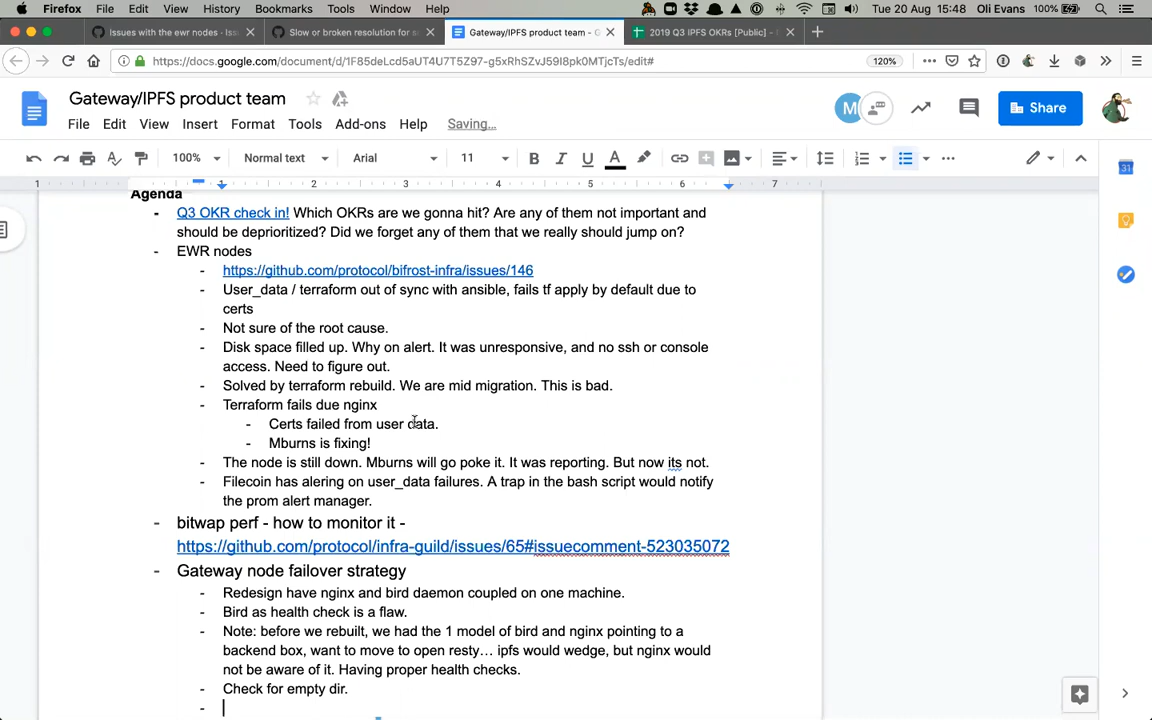 Firefox File Edit View History Bookmarks Tools Window Help Tue 20 Aug 15:48 Oli Evans 100%
Issues with the ewr nodes · Issu Slow or broken resolution for s Gateway/IPFS product team - G 2019 Q3 IPFS OKRs [Public] - G
https://docs.google.com/document/d/1F85deLcd5aUT4U7T5Z97-g5xRhSZvJ59I8pk0MTjcTs/edit# 120%
Gateway/IPFS product team
File Edit View Insert Format Tools Add-ons Help Saving...
M
Share
100% Normal text Arial 11 B I U A
1 1 2 3 4 5 6 7
Agenda
- Q3 OKR check in! Which OKRs are we gonna hit? Are any of them not important and
should be deprioritized? Did we forget any of them that we really should jump on?
- EWR nodes
- https://github.com/protocol/bifrost-infra/issues/146
- User_data / terraform out of sync with ansible, fails tf apply by default due to
certs
- Not sure of the root cause.
- Disk space filled up. Why on alert. It was unresponsive, and no ssh or console
access. Need to figure out.
- Solved by terraform rebuild. We are mid migration. This is bad.
- Terraform fails due nginx
- Certs failed from user data.
- Mburns is fixing!
- The node is still down. Mburns will go poke it. It was reporting. But now its not.
- Filecoin has alering on user_data failures. A trap in the bash script would notify
the prom alert manager.
- bitwap perf - how to monitor it -
https://github.com/protocol/infra-guild/issues/65#issuecomment-523035072
- Gateway node failover strategy
- Redesign have nginx and bird daemon coupled on one machine.
- Bird as health check is a flaw.
- Note: before we rebuilt, we had the 1 model of bird and nginx pointing to a
backend box, want to move to open resty… ipfs would wedge, but nginx would
not be aware of it. Having proper health checks.
- Check for empty dir.
-